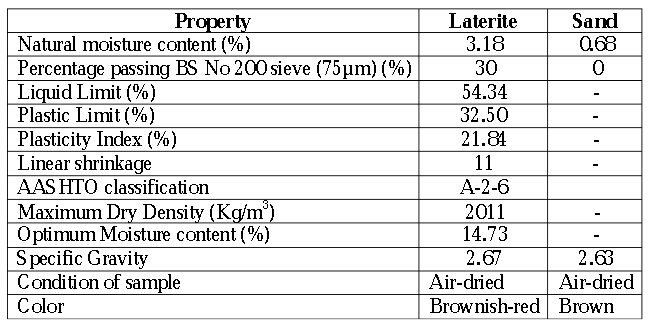 Property Laterite Sand
Natural moisture content (%) 3.18 0.68
Percentage passing BS No 200 sieve (75µm) (%) 30 0
Liquid Limit (%) 54.34 -
Plastic Limit (%) 32.50 -
Plasticity Index (%) 21.84 -
Linear shrinkage 11 -
AASHTO classification A-2-6
Maximum Dry Density (Kg/m³) 2011 -
Optimum Moisture content (%) 14.73 -
Specific Gravity 2.67 2.63
Condition of sample Air-dried Air-dried
Color Brownish-red Brown